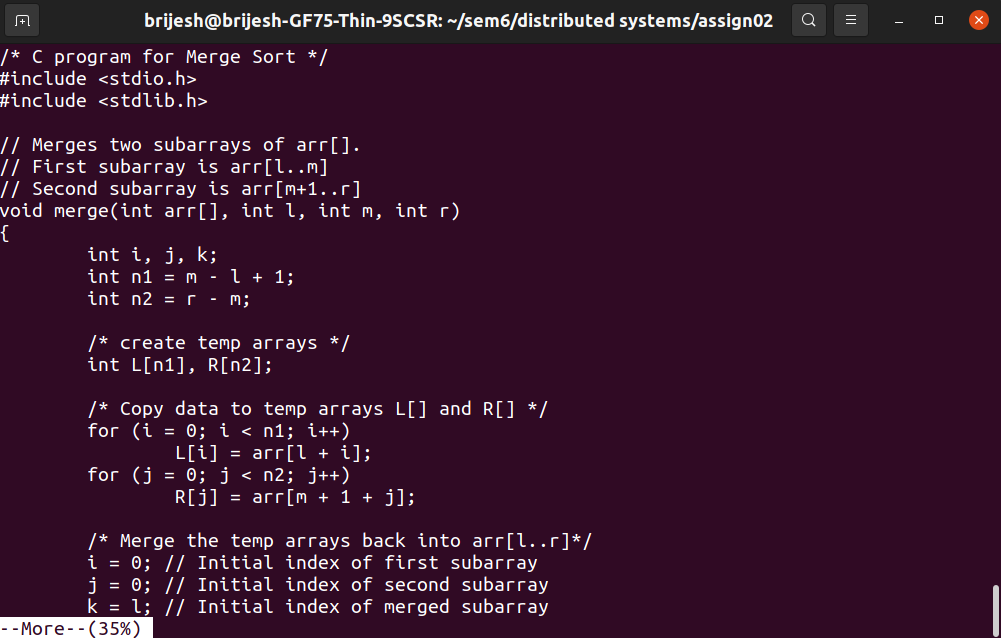 brijesh@brijesh-GF75-Thin-9SCSR: ~/sem6/distributed systems/assign02
/* C program for Merge Sort */
#include <stdio.h>
#include <stdlib.h>

// Merges two subarrays of arr[].
// First subarray is arr[l..m]
// Second subarray is arr[m+1..r]
void merge(int arr[], int l, int m, int r)
{
        int i, j, k;
        int n1 = m - l + 1;
        int n2 = r - m;

        /* create temp arrays */
        int L[n1], R[n2];

        /* Copy data to temp arrays L[] and R[] */
        for (i = 0; i < n1; i++)
                L[i] = arr[l + i];
        for (j = 0; j < n2; j++)
                R[j] = arr[m + 1 + j];

        /* Merge the temp arrays back into arr[l..r]*/
        i = 0; // Initial index of first subarray
        j = 0; // Initial index of second subarray
        k = l; // Initial index of merged subarray
--More--(35%)